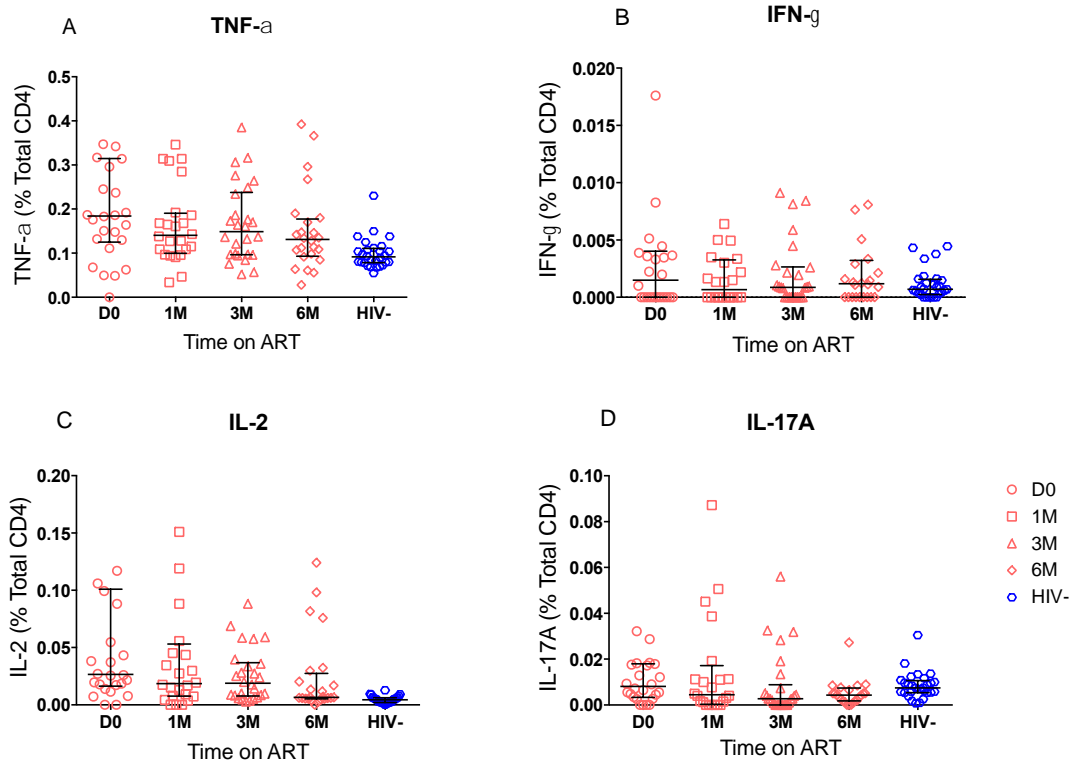 A
TNF-a
TNF-a (% Total CD4)
0.5
0.4
0.3
0.2
0.1
0.0
D0 1M 3M 6M HIV-
Time on ART
B
IFN-g
IFN-g (% Total CD4)
0.020
0.015
0.010
0.005
0.000
D0 1M 3M 6M HIV-
Time on ART
C
IL-2
IL-2 (% Total CD4)
0.20
0.15
0.10
0.05
0.00
D0 1M 3M 6M HIV-
Time on ART
D
IL-17A
IL-17A (% Total CD4)
0.10
0.08
0.06
0.04
0.02
0.00
D0 1M 3M 6M HIV-
Time on ART
D0
1M
3M
6M
HIV-